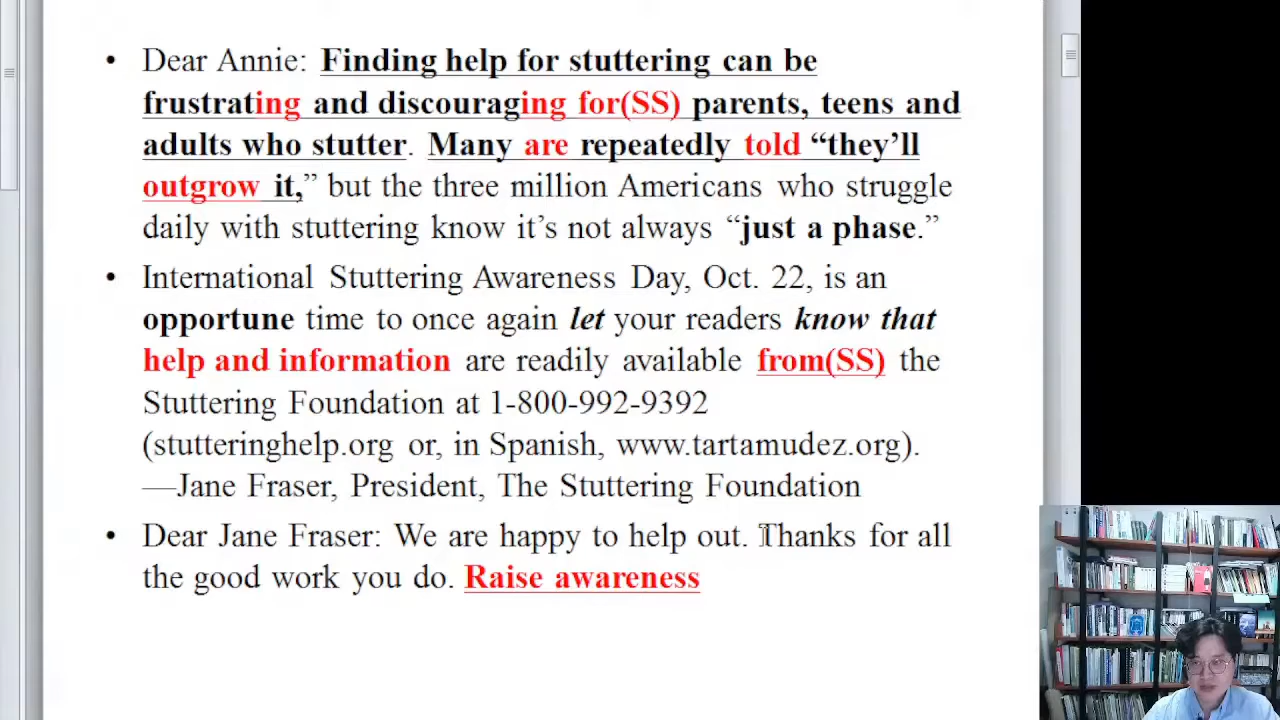 • Dear Annie: Finding help for stuttering can be
frustrating and discouraging for(SS) parents, teens and
adults who stutter. Many are repeatedly told “they’ll
outgrow it,” but the three million Americans who struggle
daily with stuttering know it’s not always “just a phase.”
• International Stuttering Awareness Day, Oct. 22, is an
opportune time to once again let your readers know that
help and information are readily available from(SS) the
Stuttering Foundation at 1-800-992-9392
(stutteringhelp.org or, in Spanish, www.tartamudez.org).
—Jane Fraser, President, The Stuttering Foundation
• Dear Jane Fraser: We are happy to help out. Thanks for all
the good work you do. Raise awareness